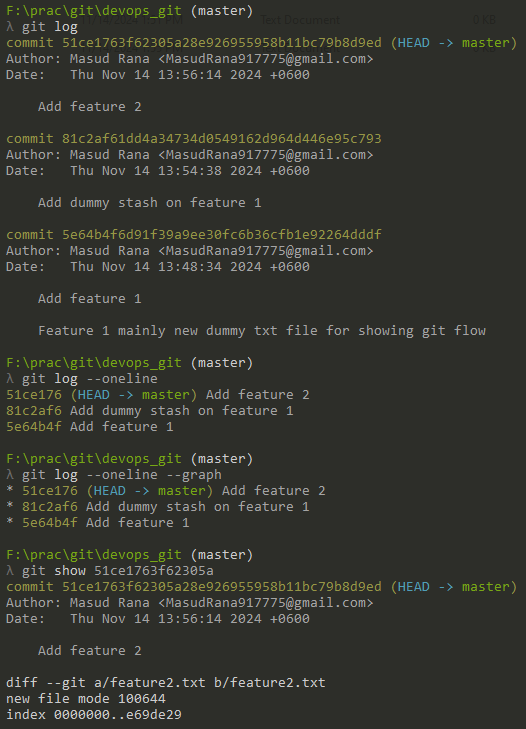 Text Document 0 KB
F:\prac\git\devops_git (master)
λ git log
commit 51ce1763f62305a28e926955958b11bc79b8d9ed (HEAD -> master)
Author: Masud Rana <MasudRana917775@gmail.com>
Date:   Thu Nov 14 13:56:14 2024 +0600
    Add feature 2
commit 81c2af61dd4a34734d0549162d964d446e95c793
Author: Masud Rana <MasudRana917775@gmail.com>
Date:   Thu Nov 14 13:54:38 2024 +0600
    Add dummy stash on feature 1
commit 5e64b4f6d91f39a9ee30fc6b36cfb1e92264dddf
Author: Masud Rana <MasudRana917775@gmail.com>
Date:   Thu Nov 14 13:48:34 2024 +0600
    Add feature 1
    Feature 1 mainly new dummy txt file for showing git flow
F:\prac\git\devops_git (master)
λ git log --oneline
51ce176 (HEAD -> master) Add feature 2
81c2af6 Add dummy stash on feature 1
5e64b4f Add feature 1
F:\prac\git\devops_git (master)
λ git log --oneline --graph
* 51ce176 (HEAD -> master) Add feature 2
* 81c2af6 Add dummy stash on feature 1
* 5e64b4f Add feature 1
F:\prac\git\devops_git (master)
λ git show 51ce1763f62305a
commit 51ce1763f62305a28e926955958b11bc79b8d9ed (HEAD -> master)
Author: Masud Rana <MasudRana917775@gmail.com>
Date:   Thu Nov 14 13:56:14 2024 +0600
    Add feature 2
diff --git a/feature2.txt b/feature2.txt
new file mode 100644
index 0000000..e69de29